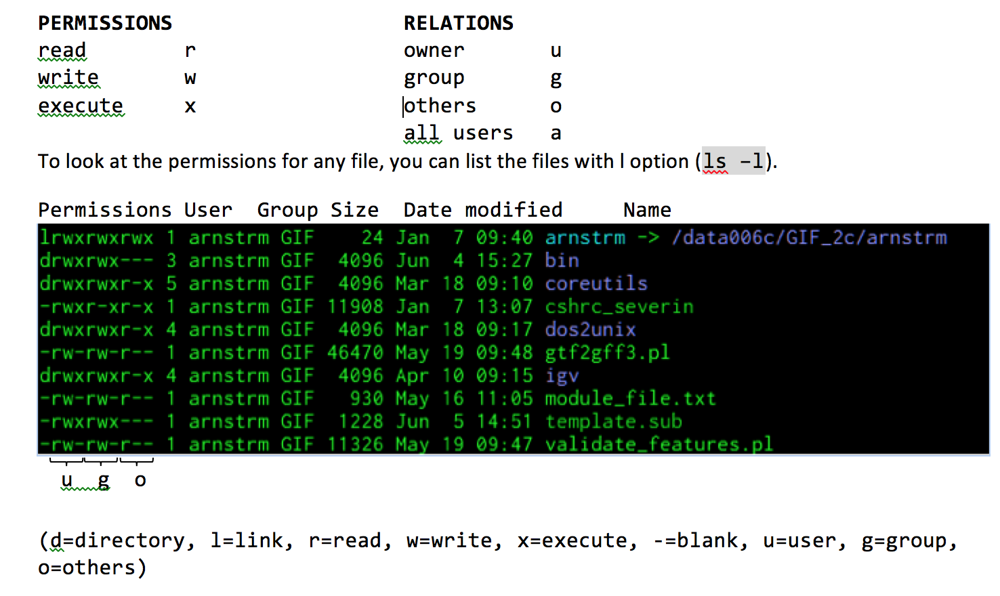 PERMISSIONS RELATIONS
read r owner u
write w group g
execute x others o
all users a
To look at the permissions for any file, you can list the files with l option (ls –l).
Permissions User Group Size Date modified Name
lrwxrwxrwx 1 arnstrm GIF 24 Jan 7 09:40 arnstrm -> /data006c/GIF_2c/arnstrm
drwxrwx--- 3 arnstrm GIF 4096 Jun 4 15:27 bin
drwxrwxr-x 5 arnstrm GIF 4096 Mar 18 09:10 coreutils
-rwxr-xr-x 1 arnstrm GIF 11908 Jan 7 13:07 cshrc_severin
drwxrwxr-x 4 arnstrm GIF 4096 Mar 18 09:17 dos2unix
-rw-rw-r-- 1 arnstrm GIF 46470 May 19 09:48 gtf2gff3.pl
drwxrwxr-x 4 arnstrm GIF 4096 Apr 10 09:15 igv
-rw-rw-r-- 1 arnstrm GIF 930 May 16 11:05 module_file.txt
-rwxrwx--- 1 arnstrm GIF 1228 Jun 5 14:51 template.sub
-rw-rw-r-- 1 arnstrm GIF 11326 May 19 09:47 validate_features.pl
u g o
(d=directory, l=link, r=read, w=write, x=execute, -=blank, u=user, g=group,
o=others)